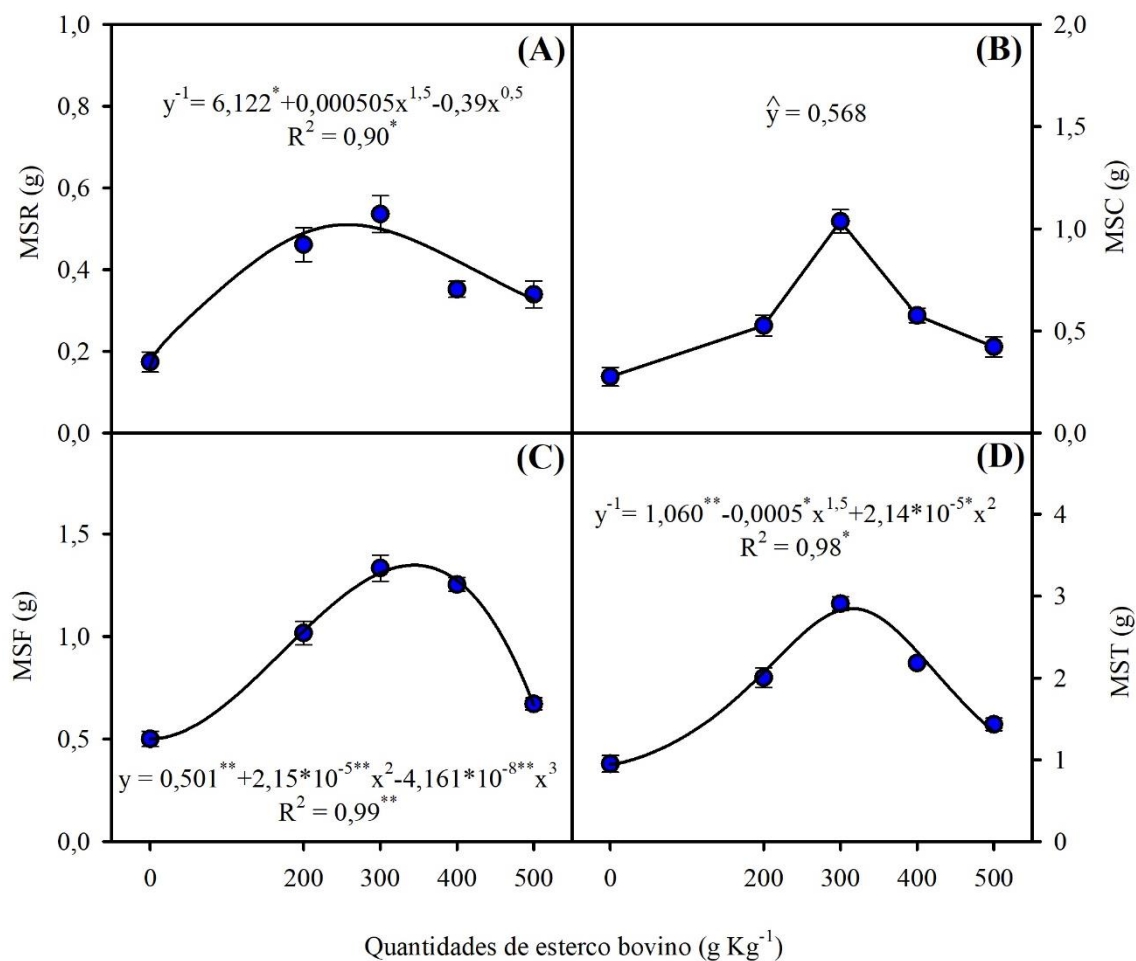 (A)
y⁻¹= 6,122*+0,000505x¹,⁵-0,39x⁰,⁵
R² = 0,90*
MSR (g)
1,0
0,8
0,6
0,4
0,2
0,0
(B)
ŷ = 0,568
MSC (g)
2,0
1,5
1,0
0,5
0,0
(C)
y = 0,501**+2,15*10⁻⁵**x²-4,161*10⁻⁸**x³
R² = 0,99**
MSF (g)
1,5
1,0
0,5
0,0
0 200 300 400 500
(D)
y⁻¹= 1,060**-0,0005*x¹,⁵+2,14*10⁻⁵*x²
R² = 0,98*
MST (g)
4
3
2
1
0
0 200 300 400 500
Quantidades de esterco bovino (g Kg⁻¹)